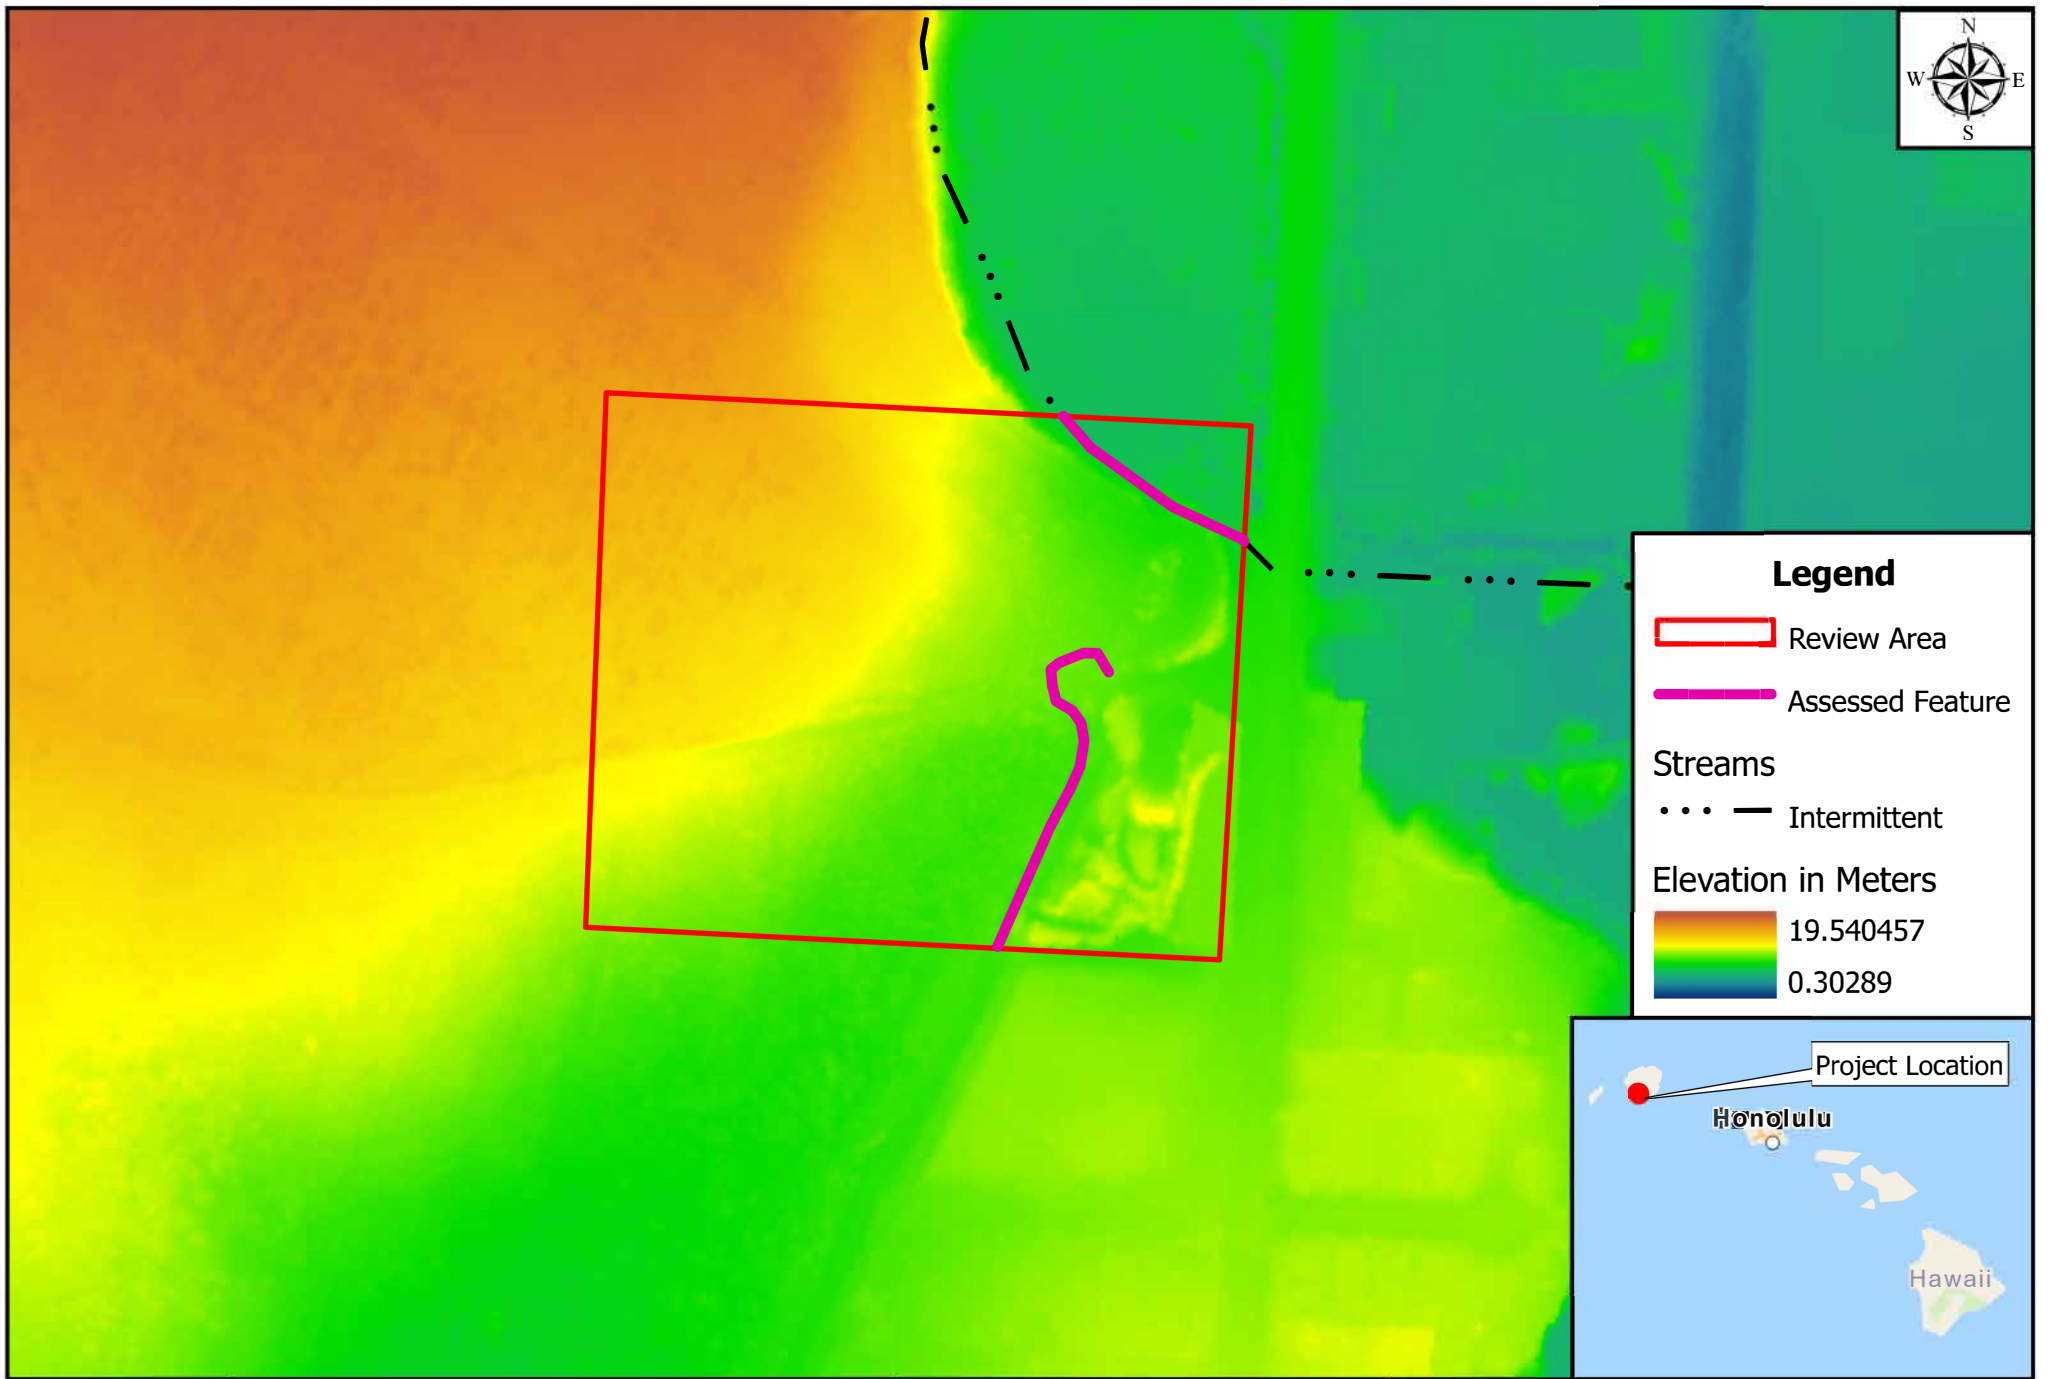 N
W E
S
Legend
Review Area
Assessed Feature
Streams
Intermittent
Elevation in Meters
19.540457
0.30289
Project Location
Honolulu
Hawaii